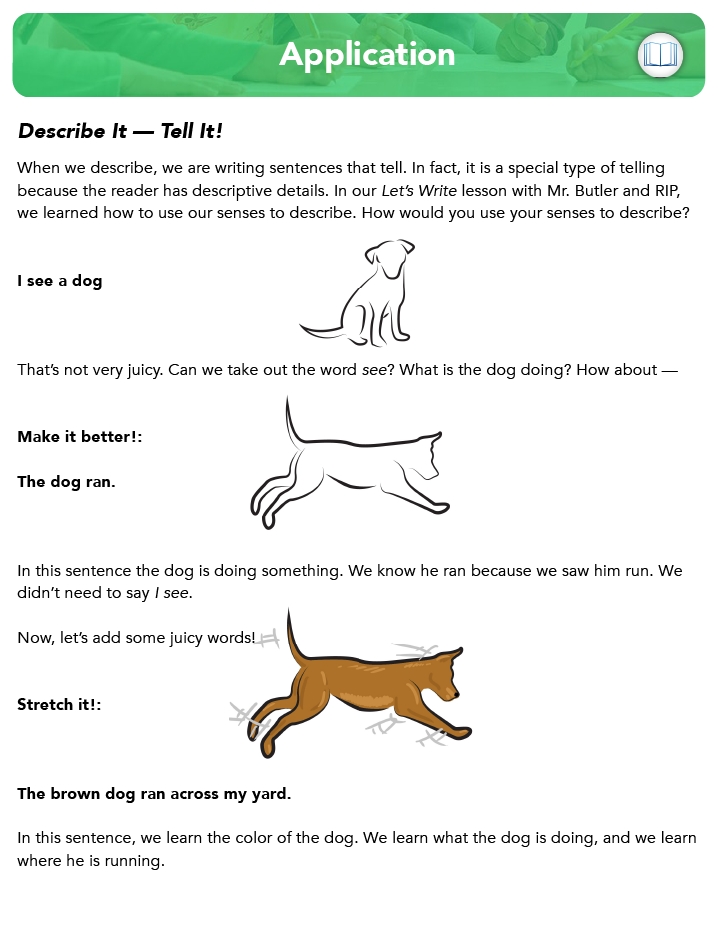 Application
Describe It — Tell It!
When we describe, we are writing sentences that tell. In fact, it is a special type of telling
because the reader has descriptive details. In our Let's Write lesson with Mr. Butler and RIP,
we learned how to use our senses to describe. How would you use your senses to describe?
I see a dog
That's not very juicy. Can we take out the word see? What is the dog doing? How about —
Make it better!:
The dog ran.
In this sentence the dog is doing something. We know he ran because we saw him run. We
didn't need to say I see.
Now, let's add some juicy words!
Stretch it!:
The brown dog ran across my yard.
In this sentence, we learn the color of the dog. We learn what the dog is doing, and we learn
where he is running.